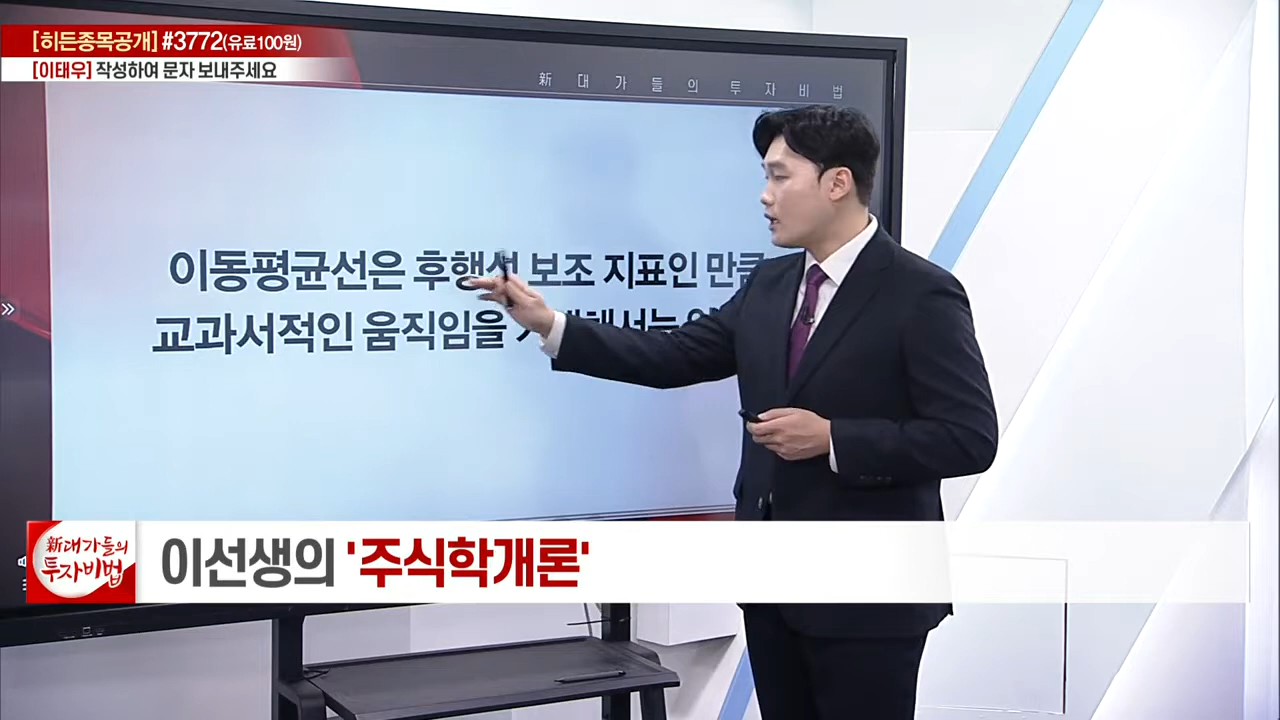 [히든종목공개] #3772(유료100원)
[이태우] 작성하여 문자 보내주세요
新 대 가 들 의 투 자 비 법
이동평균선은 후행성 보조 지표인 만큼
교과서적인 움직임을
新대가들의
투자비법
이선생의 '주식학개론'